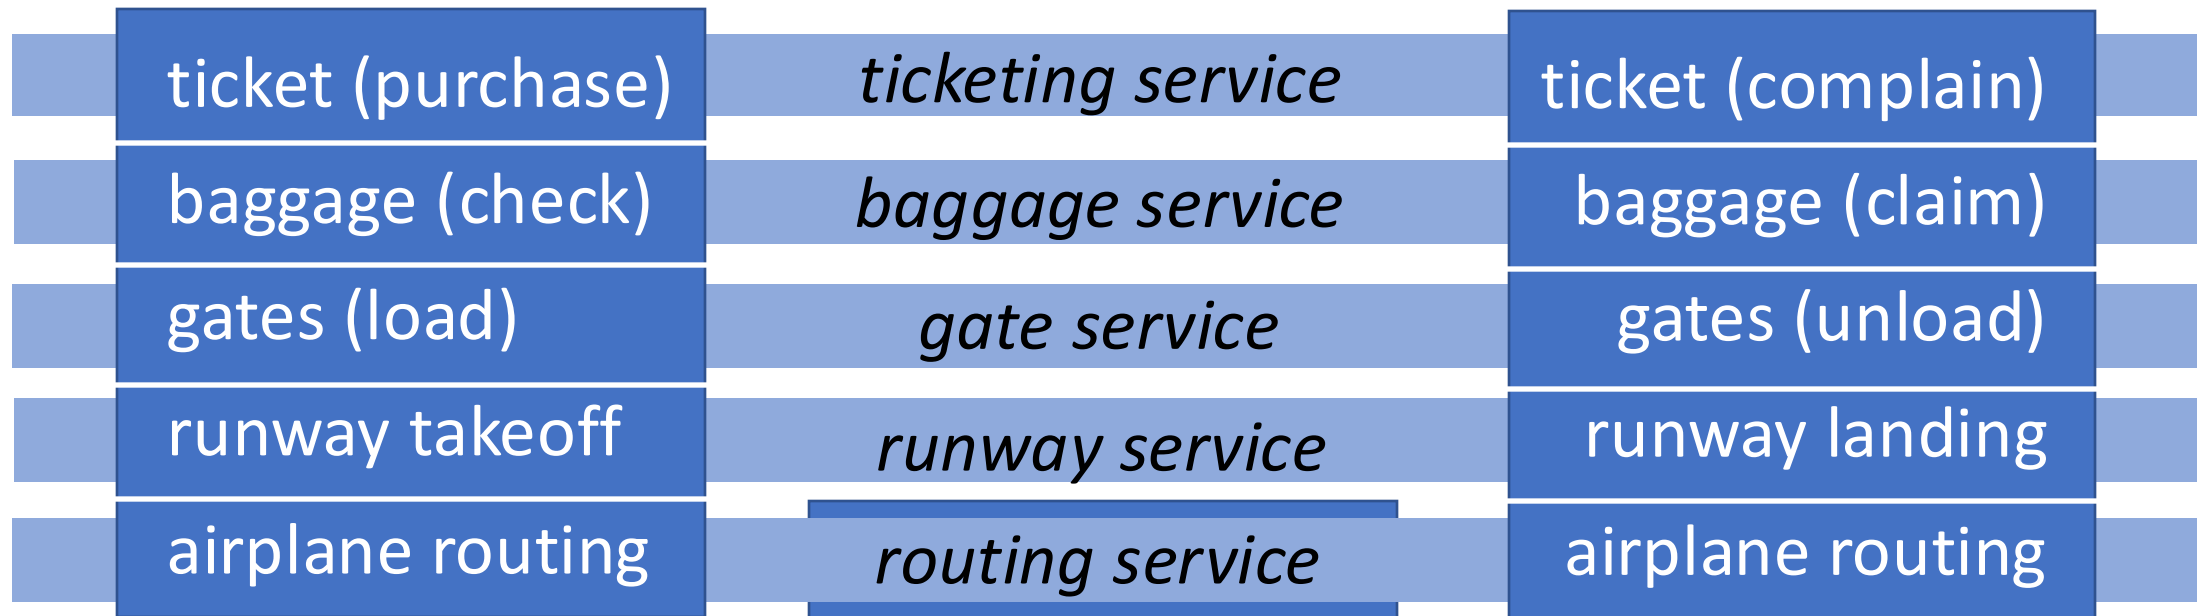 ticket (purchase) ticketing service ticket (complain)
baggage (check) baggage service baggage (claim)
gates (load) gate service gates (unload)
runway takeoff runway service runway landing
airplane routing routing service airplane routing